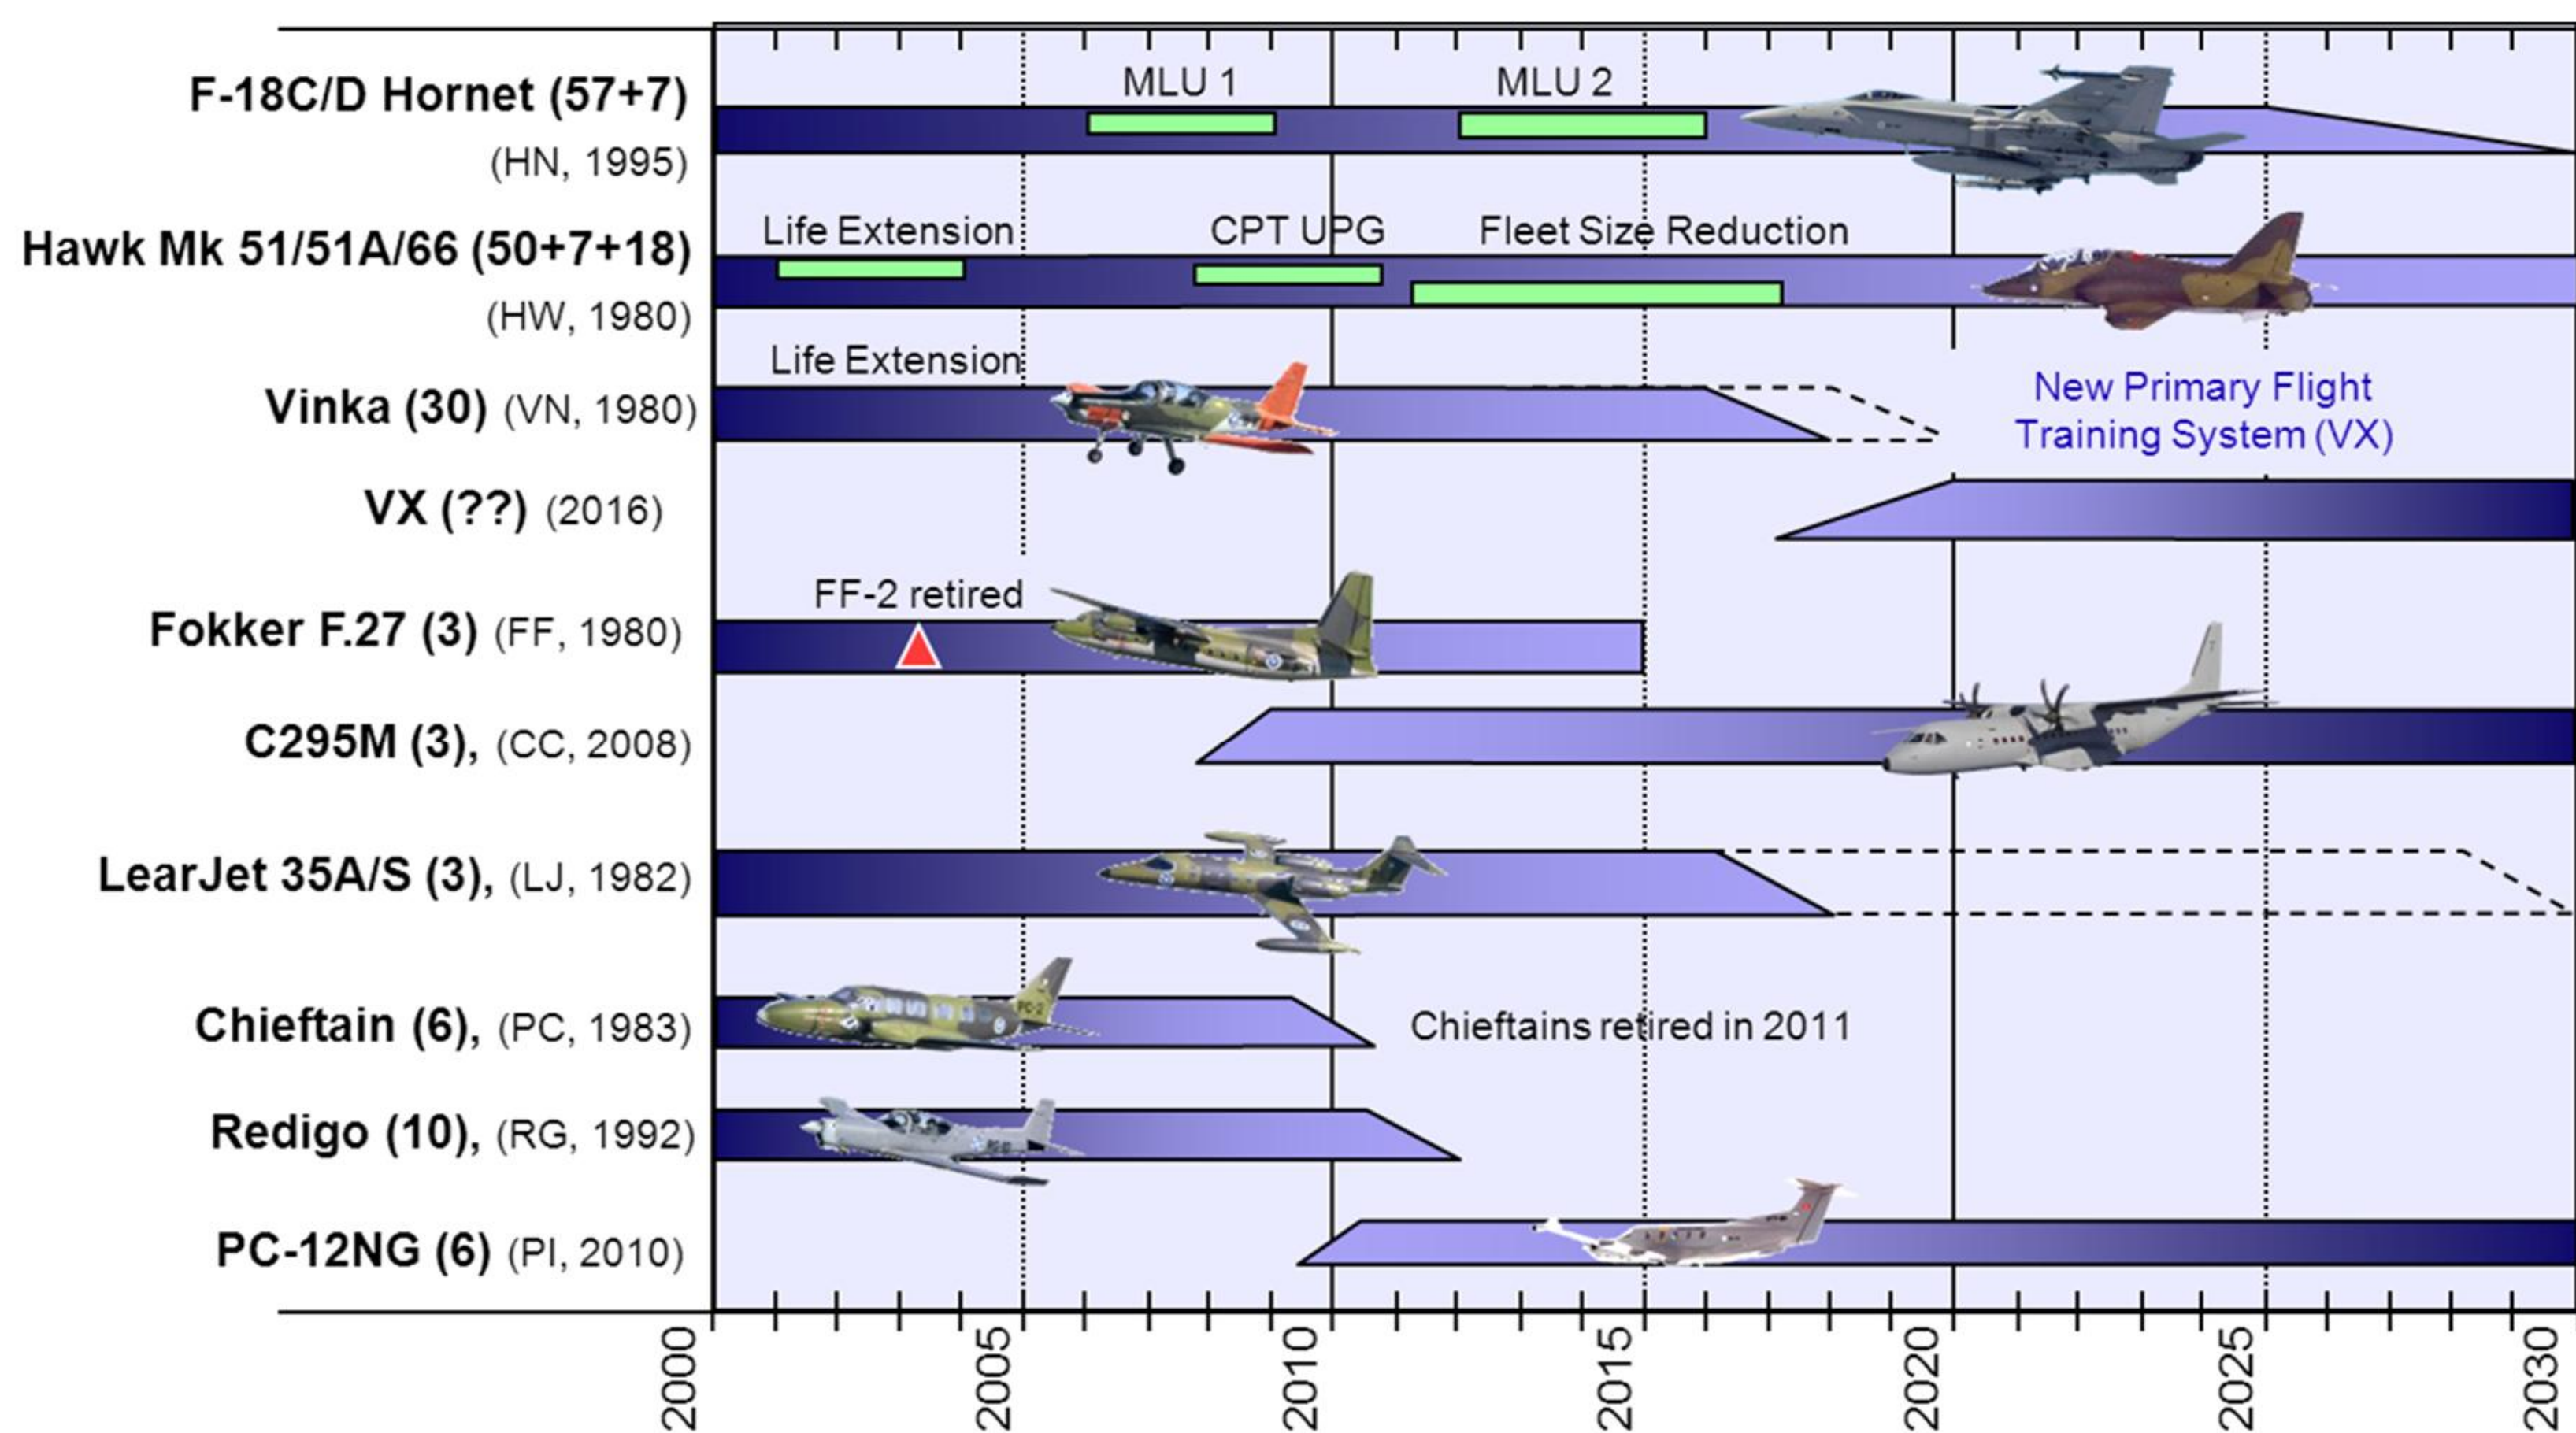 MLU 1
MLU 2
F-18C/D Hornet (57+7)
(HN, 1995)
Life Extension
CPT UPG
Fleet Size Reduction
Hawk Mk 51/51A/66 (50+7+18)
(HW, 1980)
Life Extension
Vinka (30) (VN, 1980)
New Primary Flight
Training System (VX)
VX (??) (2016)
FF-2 retired
Fokker F.27 (3) (FF, 1980)
C295M (3), (CC, 2008)
LearJet 35A/S (3), (LJ, 1982)
PC-2
Chieftain (6), (PC, 1983)
Chieftains retired in 2011
Redigo (10), (RG, 1992)
PC-12NG (6) (PI, 2010)
2000
2005
2010
2015
2020
2025
2030